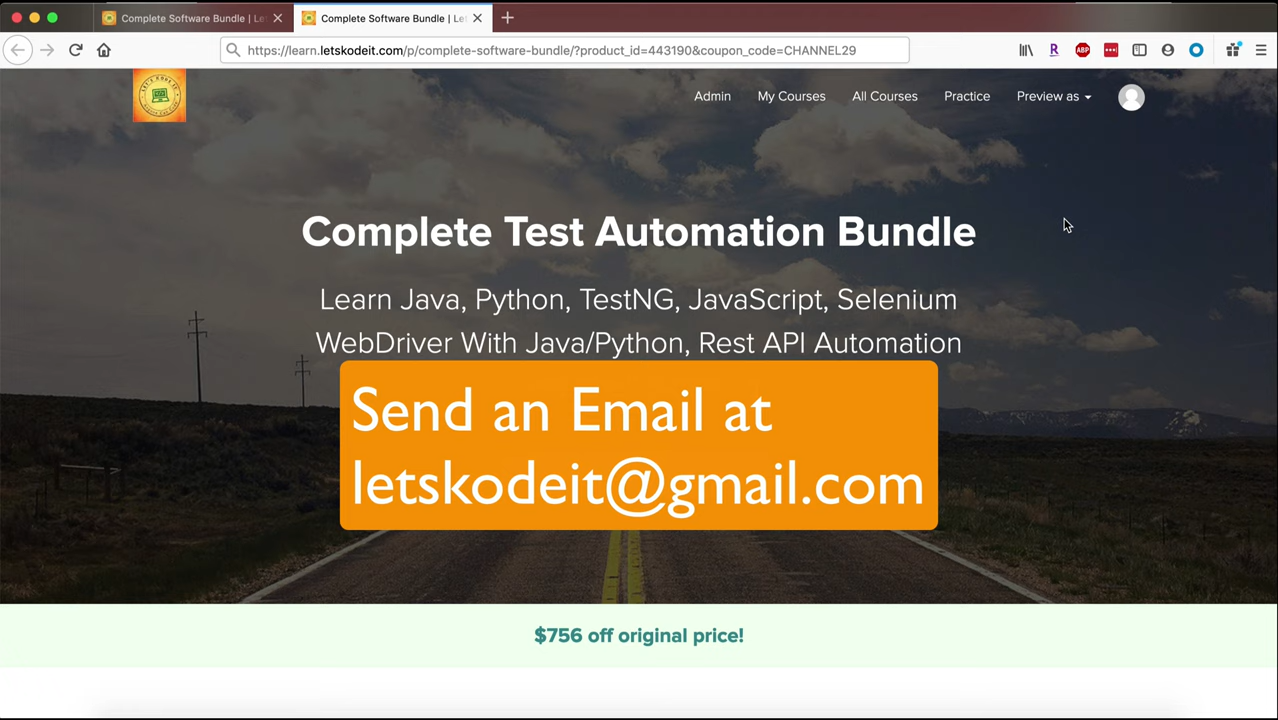 Complete Software Bundle | Le
Complete Software Bundle | Le
https://learn.letskodeit.com/p/complete-software-bundle/?product_id=443190&coupon_code=CHANNEL29
ABP
Admin
My Courses
All Courses
Practice
Preview as
Complete Test Automation Bundle
Learn Java, Python, TestNG, JavaScript, Selenium
WebDriver With Java/Python, Rest API Automation
Send an Email at
letskodeit@gmail.com
$756 off original price!